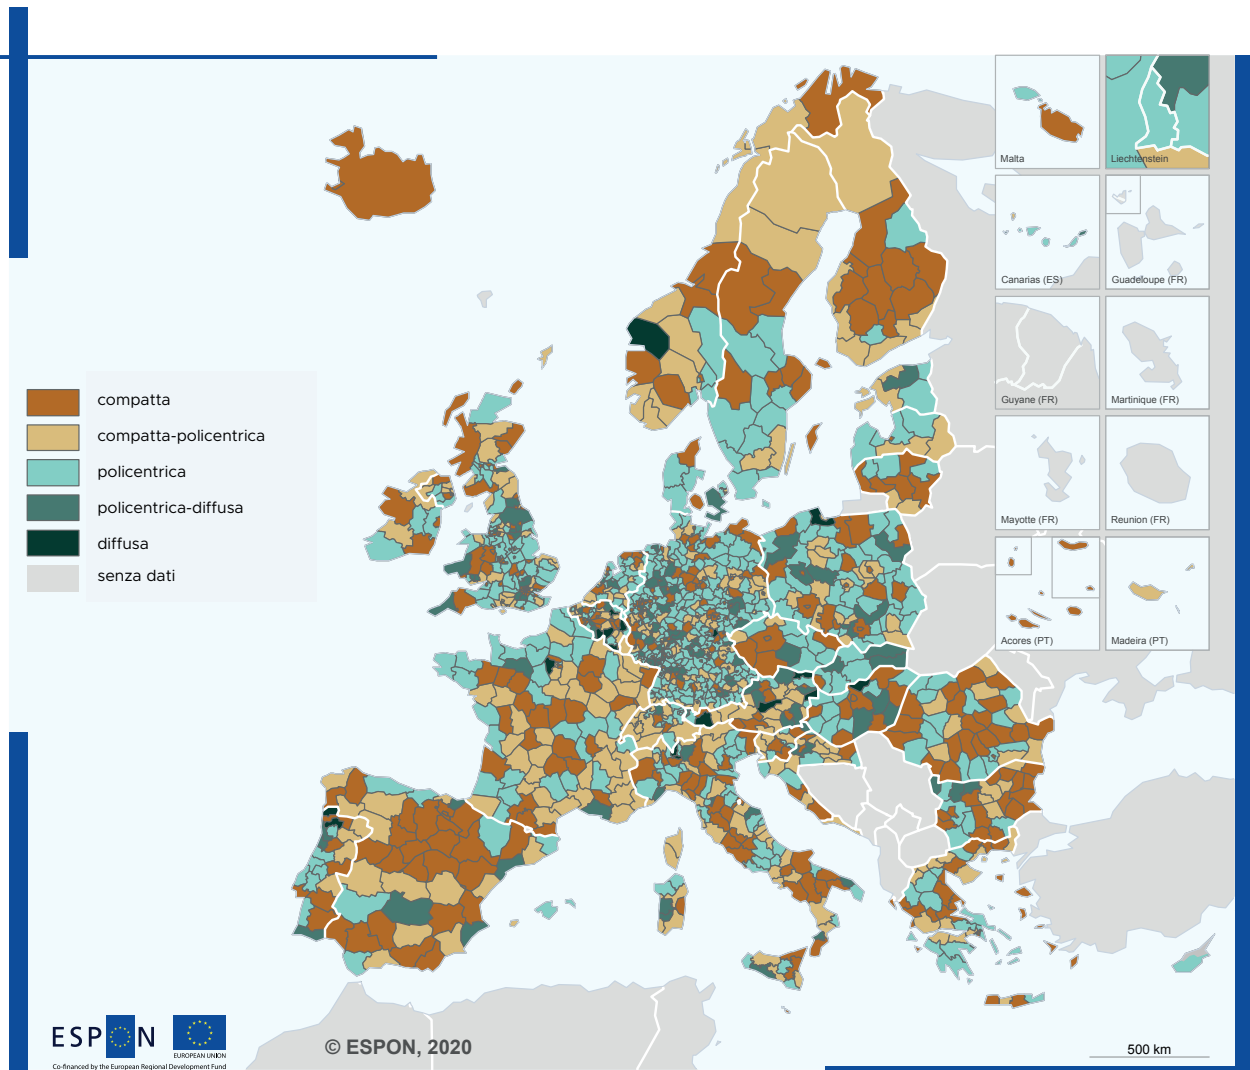 Malta
Liechtenstein
Canarias (ES)
Guadeloupe (FR)
Guyane (FR)
Martinique (FR)
Mayotte (FR)
Reunion (FR)
Acores (PT)
Madeira (PT)
compatta
compatta-policentrica
policentrica
policentrica-diffusa
diffusa
senza dati
ESPON
EUROPEAN UNION
Co-financed by the European Regional Development Fund
© ESPON, 2020
500 km